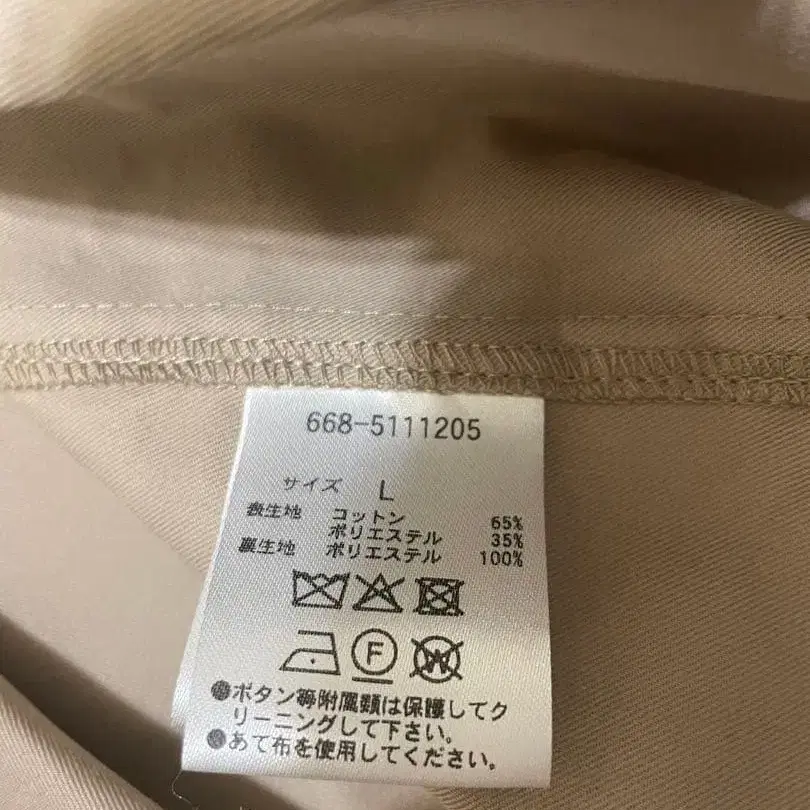 668-5111205
サイズ L
表生地 コットン 65%
ポリエステル 35%
裏生地 ポリエステル 100%
F W
●ボタン等附属類は保護してク
リーニングして下さい。
●あて布を使用してください。